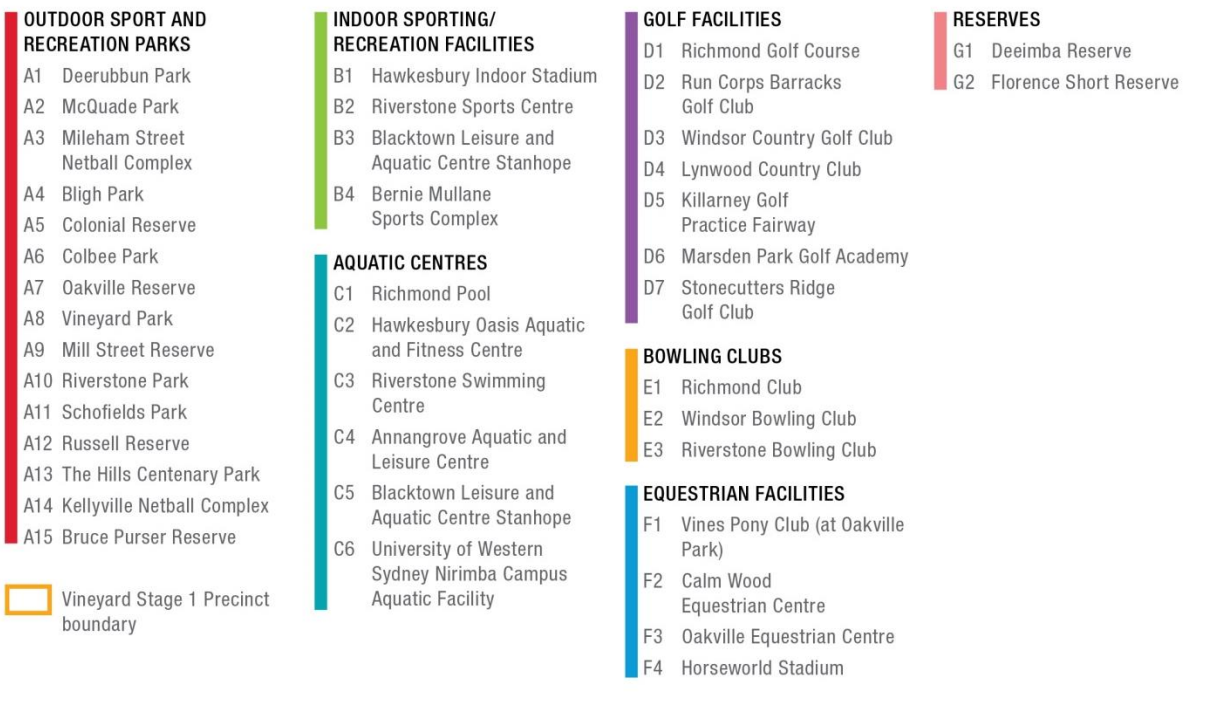 OUTDOOR SPORT AND
RECREATION PARKS
A1 Deerubbun Park
A2 McQuade Park
A3 Mileham Street
Netball Complex
A4 Bligh Park
A5 Colonial Reserve
A6 Colbee Park
A7 Oakville Reserve
A8 Vineyard Park
A9 Mill Street Reserve
A10 Riverstone Park
A11 Schofields Park
A12 Russell Reserve
A13 The Hills Centenary Park
A14 Kellyville Netball Complex
A15 Bruce Purser Reserve
Vineyard Stage 1 Precinct
boundary
INDOOR SPORTING/
RECREATION FACILITIES
B1 Hawkesbury Indoor Stadium
B2 Riverstone Sports Centre
B3 Blacktown Leisure and
Aquatic Centre Stanhope
B4 Bernie Mullane
Sports Complex
AQUATIC CENTRES
C1 Richmond Pool
C2 Hawkesbury Oasis Aquatic
and Fitness Centre
C3 Riverstone Swimming
Centre
C4 Annangrove Aquatic and
Leisure Centre
C5 Blacktown Leisure and
Aquatic Centre Stanhope
C6 University of Western
Sydney Nirimba Campus
Aquatic Facility
GOLF FACILITIES
D1 Richmond Golf Course
D2 Run Corps Barracks
Golf Club
D3 Windsor Country Golf Club
D4 Lynwood Country Club
D5 Killarney Golf
Practice Fairway
D6 Marsden Park Golf Academy
D7 Stonecutters Ridge
Golf Club
BOWLING CLUBS
E1 Richmond Club
E2 Windsor Bowling Club
E3 Riverstone Bowling Club
EQUESTRIAN FACILITIES
F1 Vines Pony Club (at Oakville
Park)
F2 Calm Wood
Equestrian Centre
F3 Oakville Equestrian Centre
F4 Horseworld Stadium
RESERVES
G1 Deeimba Reserve
G2 Florence Short Reserve